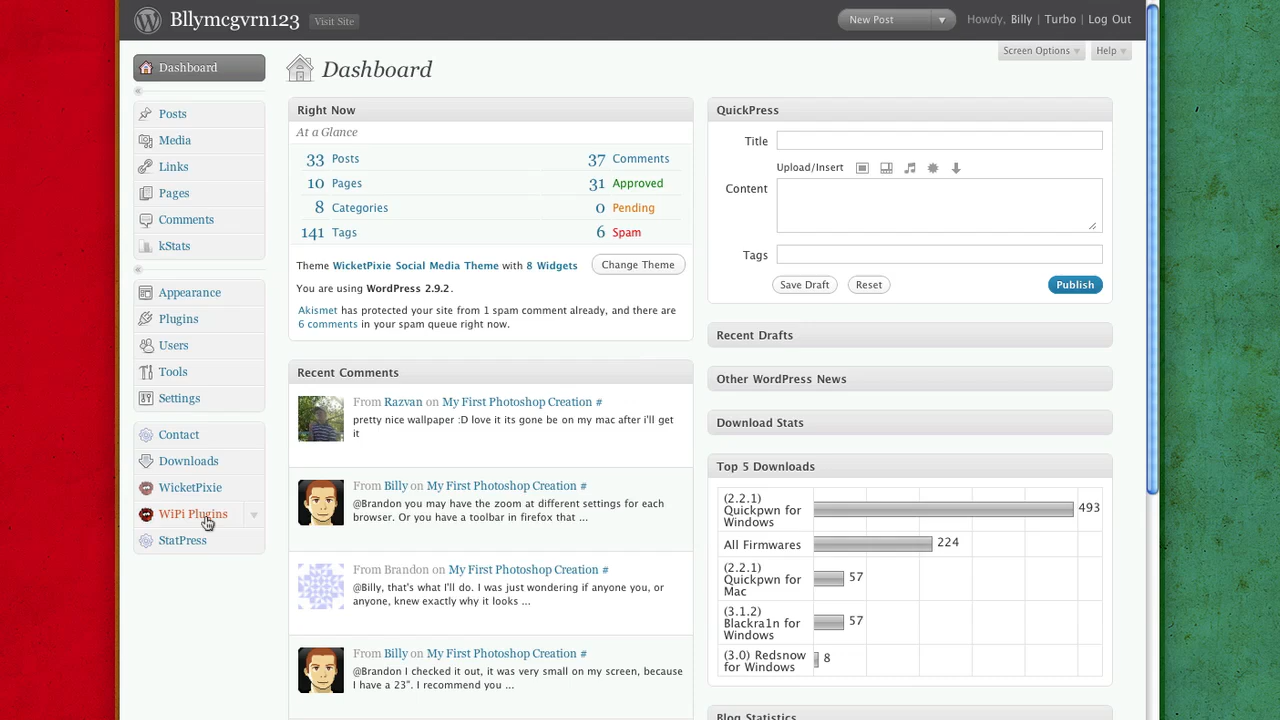 Bllymcgvrn123 Visit Site
New Post
Howdy, Billy | Turbo | Log Out
Screen Options
Help
Dashboard
Posts
Media
Links
Pages
Comments
kStats
Appearance
Plugins
Users
Tools
Settings
Contact
Downloads
WicketPixie
WiPi Plugins
StatPress
Dashboard
Right Now
At a Glance
33 Posts
37 Comments
10 Pages
31 Approved
8 Categories
0 Pending
141 Tags
6 Spam
Theme WicketPixie Social Media Theme with 8 Widgets
Change Theme
You are using WordPress 2.9.2.
Akismet has protected your site from 1 spam comment already, and there are
6 comments in your spam queue right now.
Recent Comments
From Razvan on My First Photoshop Creation #
pretty nice wallpaper :D love it its gone be on my mac after i'll get
it
From Billy on My First Photoshop Creation #
@Brandon you may have the zoom at different settings for each
browser. Or you have a toolbar in firefox that ...
From Brandon on My First Photoshop Creation #
@Billy, that's what I'll do. I was just wondering if anyone you, or
anyone, knew exactly why it looks ...
From Billy on My First Photoshop Creation #
@Brandon I checked it out, it was very small on my screen, because
I have a 23". I recommend you ...
QuickPress
Title
Upload/Insert
Content
Tags
Save Draft
Reset
Publish
Recent Drafts
Other WordPress News
Download Stats
Top 5 Downloads
(2.2.1)
Quickpwn for
Windows
493
All Firmwares
224
(2.2.1)
Quickpwn for
Mac
57
(3.1.2)
Blackra1n for
Windows
57
(3.0) Redsnow
for Windows
8
Blog Statistics